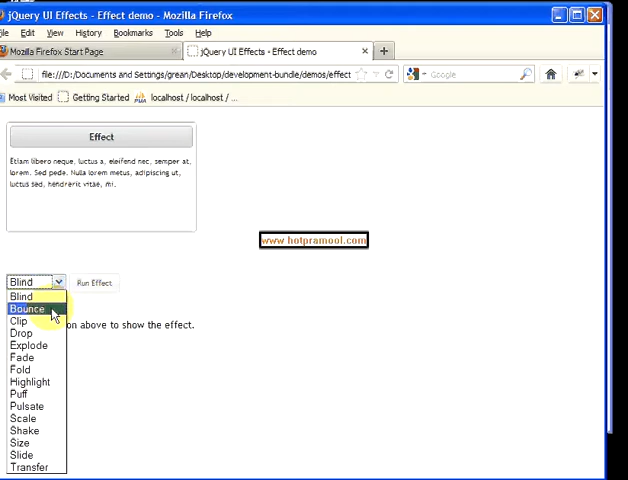 jQuery UI Effects - Effect demo - Mozilla Firefox
File Edit View History Bookmarks Tools Help
Mozilla Firefox Start Page × jQuery UI Effects - Effect demo × +
file:///D:/Documents and Settings/grean/Desktop/development-bundle/demos/effect Google
Most Visited Getting Started localhost / localhost / ...
Effect
Etiam libero neque, luctus a, eleifend nec, semper at,
lorem. Sed pede. Nulla lorem metus, adipiscing ut,
luctus sed, hendrerit vitae, mi.
www hotpramool.com
Blind Run Effect
Blind
Bounce
Clip
on above to show the effect.
Drop
Explode
Fade
Fold
Highlight
Puff
Pulsate
Scale
Shake
Size
Slide
Transfer